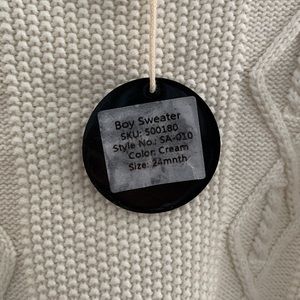 Boy Sweater
SKU: 500180
Style No.: SA-010
Color: Cream
Size: 24mnth